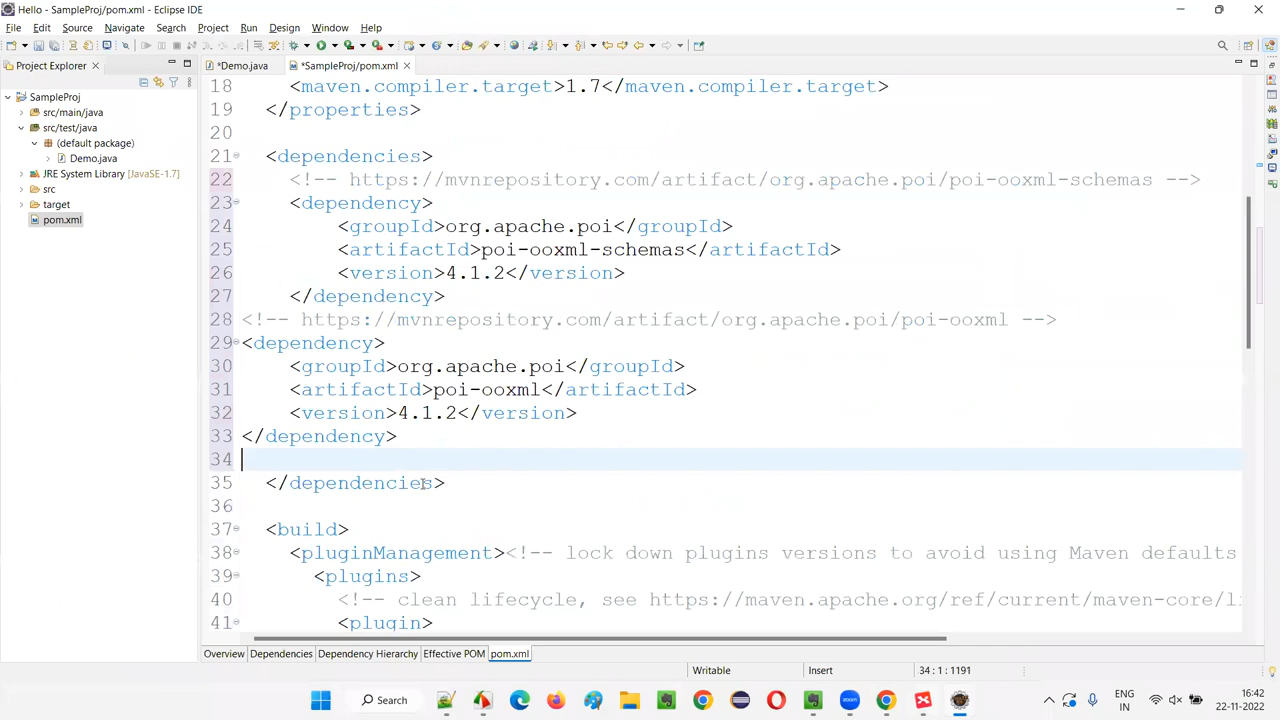 Hello - SampleProj/pom.xml - Eclipse IDE
File Edit Source Navigate Search Project Run Design Window Help
Project Explorer
*Demo.java *SampleProj/pom.xml
SampleProj
src/main/java
src/test/java
(default package)
Demo.java
JRE System Library [JavaSE-1.7]
src
target
pom.xml
18 <maven.compiler.target>1.7</maven.compiler.target>
19 </properties>
20
21 <dependencies>
22 <!-- https://mvnrepository.com/artifact/org.apache.poi/poi-ooxml-schemas -->
23 <dependency>
24 <groupId>org.apache.poi</groupId>
25 <artifactId>poi-ooxml-schemas</artifactId>
26 <version>4.1.2</version>
27 </dependency>
28 <!-- https://mvnrepository.com/artifact/org.apache.poi/poi-ooxml -->
29 <dependency>
30 <groupId>org.apache.poi</groupId>
31 <artifactId>poi-ooxml</artifactId>
32 <version>4.1.2</version>
33 </dependency>
34
35 </dependencies>
36
37 <build>
38 <pluginManagement><!-- lock down plugins versions to avoid using Maven defaults
39 <plugins>
40 <!-- clean lifecycle, see https://maven.apache.org/ref/current/maven-core/li
41 <plugin>
Overview Dependencies Dependency Hierarchy Effective POM pom.xml
Writable Insert 34 : 1 : 1191
Search
zoom
ENG
IN
16:42
22-11-2022